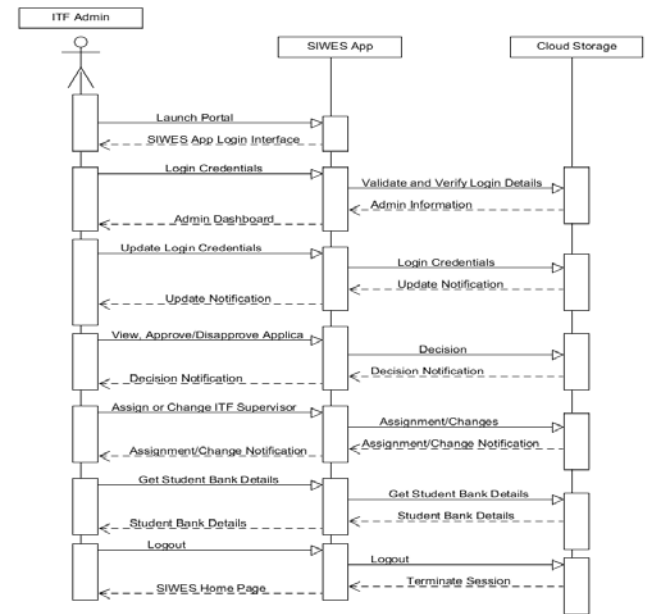 ITF Admin
SIWES App
Cloud Storage
Launch Portal
SIWES App Login Interface
Login Credentials
Validate and Verify Login Details
Admin Information
Admin Dashboard
Update Login Credentials
Login Credentials
Update Notification
Update Notification
View, Approve/Disapprove Applica
Decision
Decision Notification
Decision Notification
Assign or Change ITF Supervisor
Assignment/Changes
Assignment/Change Notification
Assignment/Change Notification
Get Student Bank Details
Get Student Bank Details
Student Bank Details
Student Bank Details
Logout
Logout
Terminate Session
SIWES Home Page